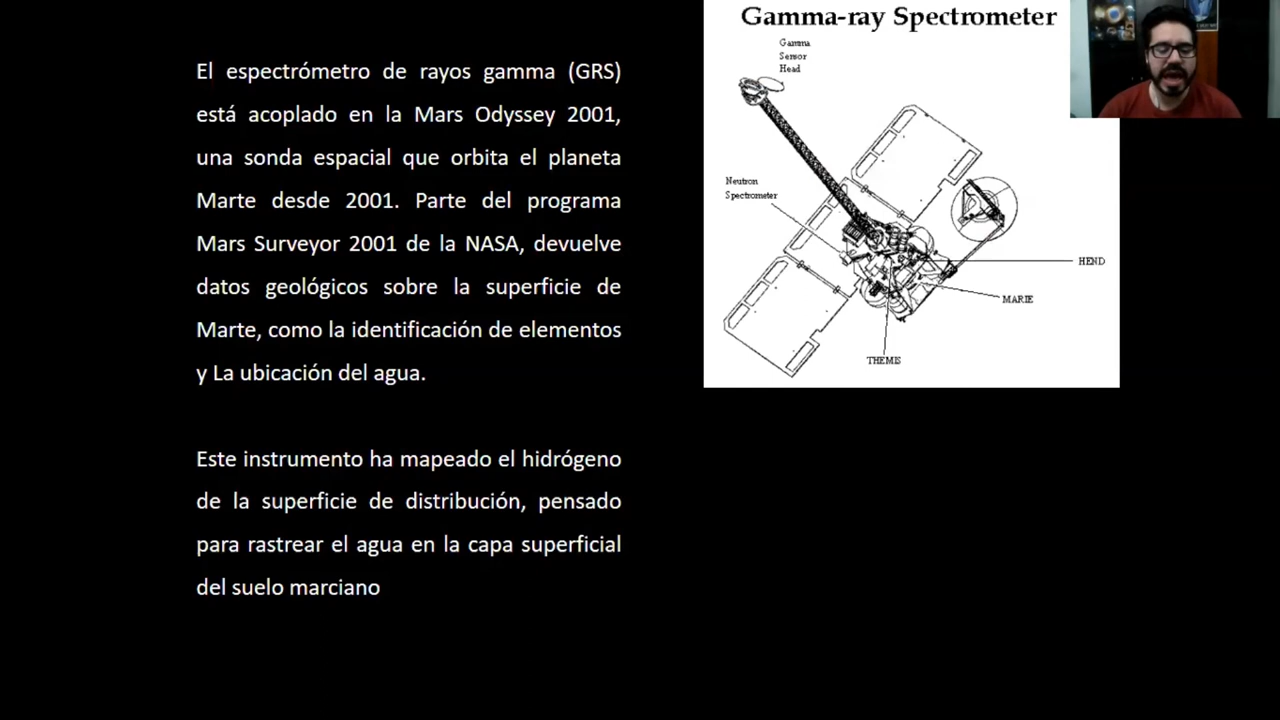 El espectrómetro de rayos gamma (GRS)
está acoplado en la Mars Odyssey 2001,
una sonda espacial que orbita el planeta
Marte desde 2001. Parte del programa
Mars Surveyor 2001 de la NASA, devuelve
datos geológicos sobre la superficie de
Marte, como la identificación de elementos
y La ubicación del agua.
Este instrumento ha mapeado el hidrógeno
de la superficie de distribución, pensado
para rastrear el agua en la capa superficial
del suelo marciano
Gamma-ray Spectrometer
Gamma
Sensor
Head
Neutron
Spectrometer
HEND
MARIE
THEMIS